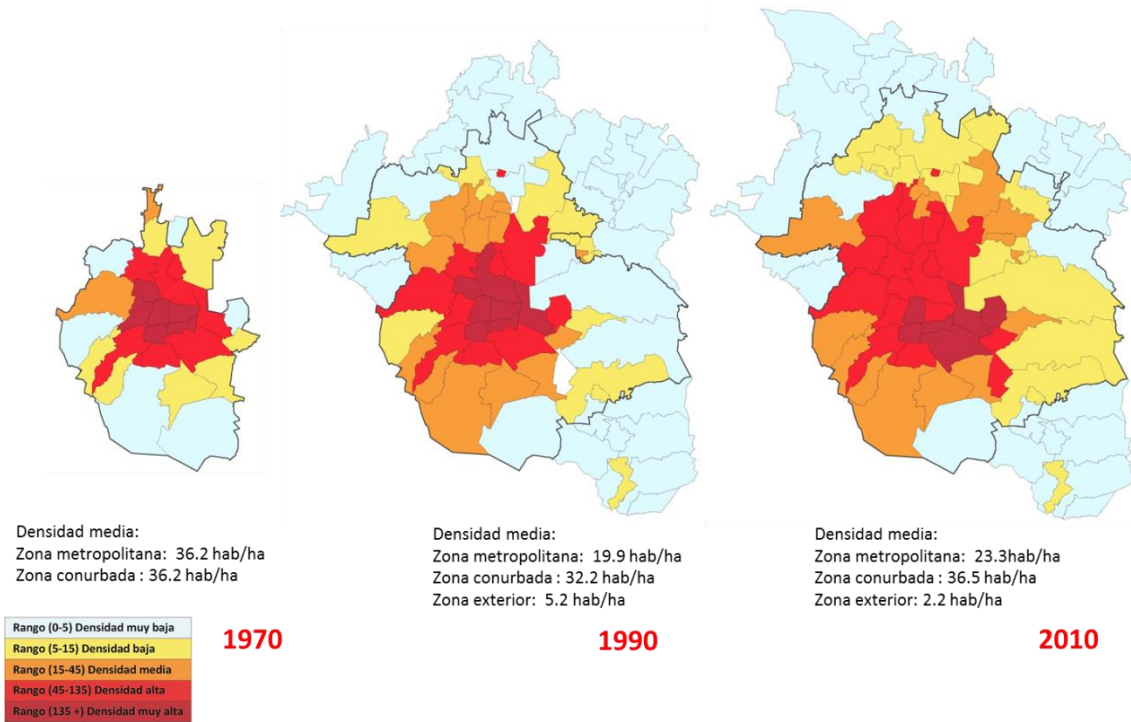 Densidad media:
Zona metropolitana: 36.2 hab/ha
Zona conurbada : 36.2 hab/ha
Densidad media:
Zona metropolitana: 19.9 hab/ha
Zona conurbada : 32.2 hab/ha
Zona exterior: 5.2 hab/ha
Densidad media:
Zona metropolitana: 23.3hab/ha
Zona conurbada : 36.5 hab/ha
Zona exterior: 2.2 hab/ha
Rango (0-5) Densidad muy baja
Rango (5-15) Densidad baja
Rango (15-45) Densidad media
Rango (45-135) Densidad alta
Rango (135 +) Densidad muy alta
1970
1990
2010